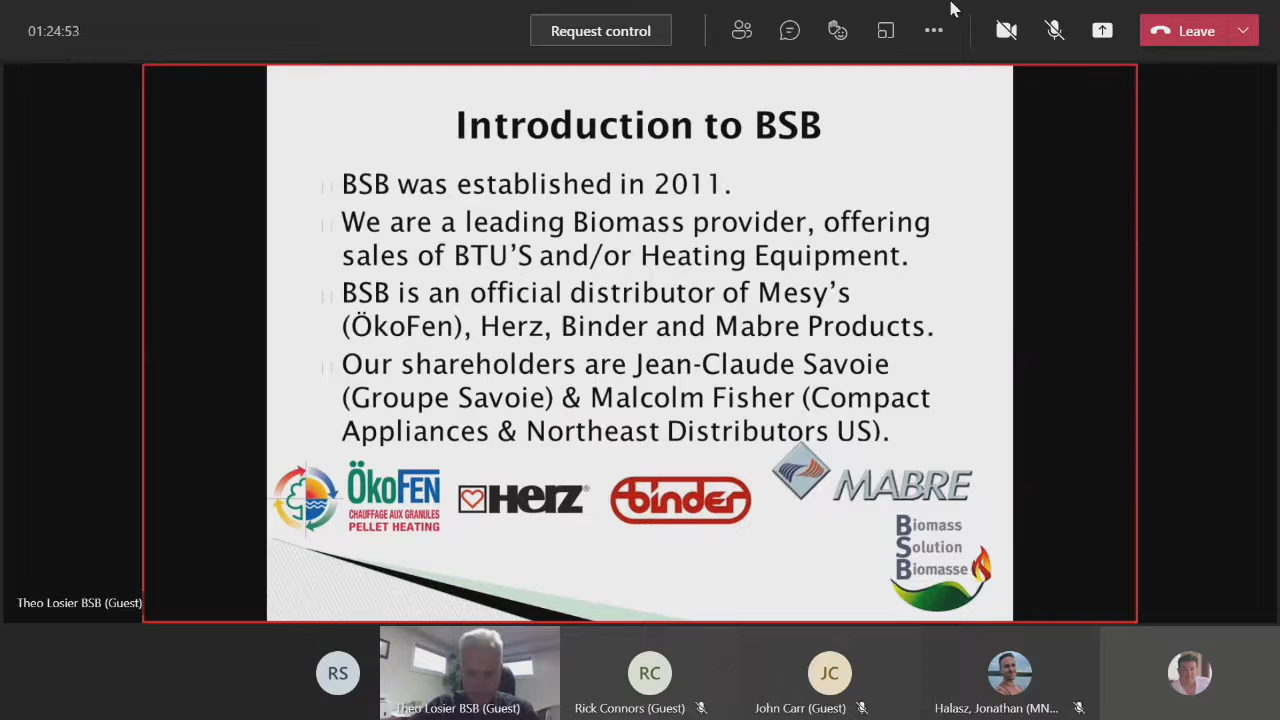 01:24:53
Request control
Leave
Introduction to BSB
BSB was established in 2011.
We are a leading Biomass provider, offering
sales of BTU'S and/or Heating Equipment.
BSB is an official distributor of Mesy's
(ÖkoFen), Herz, Binder and Mabre Products.
Our shareholders are Jean-Claude Savoie
(Groupe Savoie) & Malcolm Fisher (Compact
Appliances & Northeast Distributors US).
ÖkoFEN
CHAUFFAGE AUX GRANULES
PELLET HEATING
HERZ®
binder
MABRE
Biomass
Solution
Biomasse
Theo Losier BSB (Guest)
RS
RC
JC
Theo Losier BSB (Guest)
Rick Connors (Guest)
John Carr (Guest)
Halasz, Jonathan (MN...